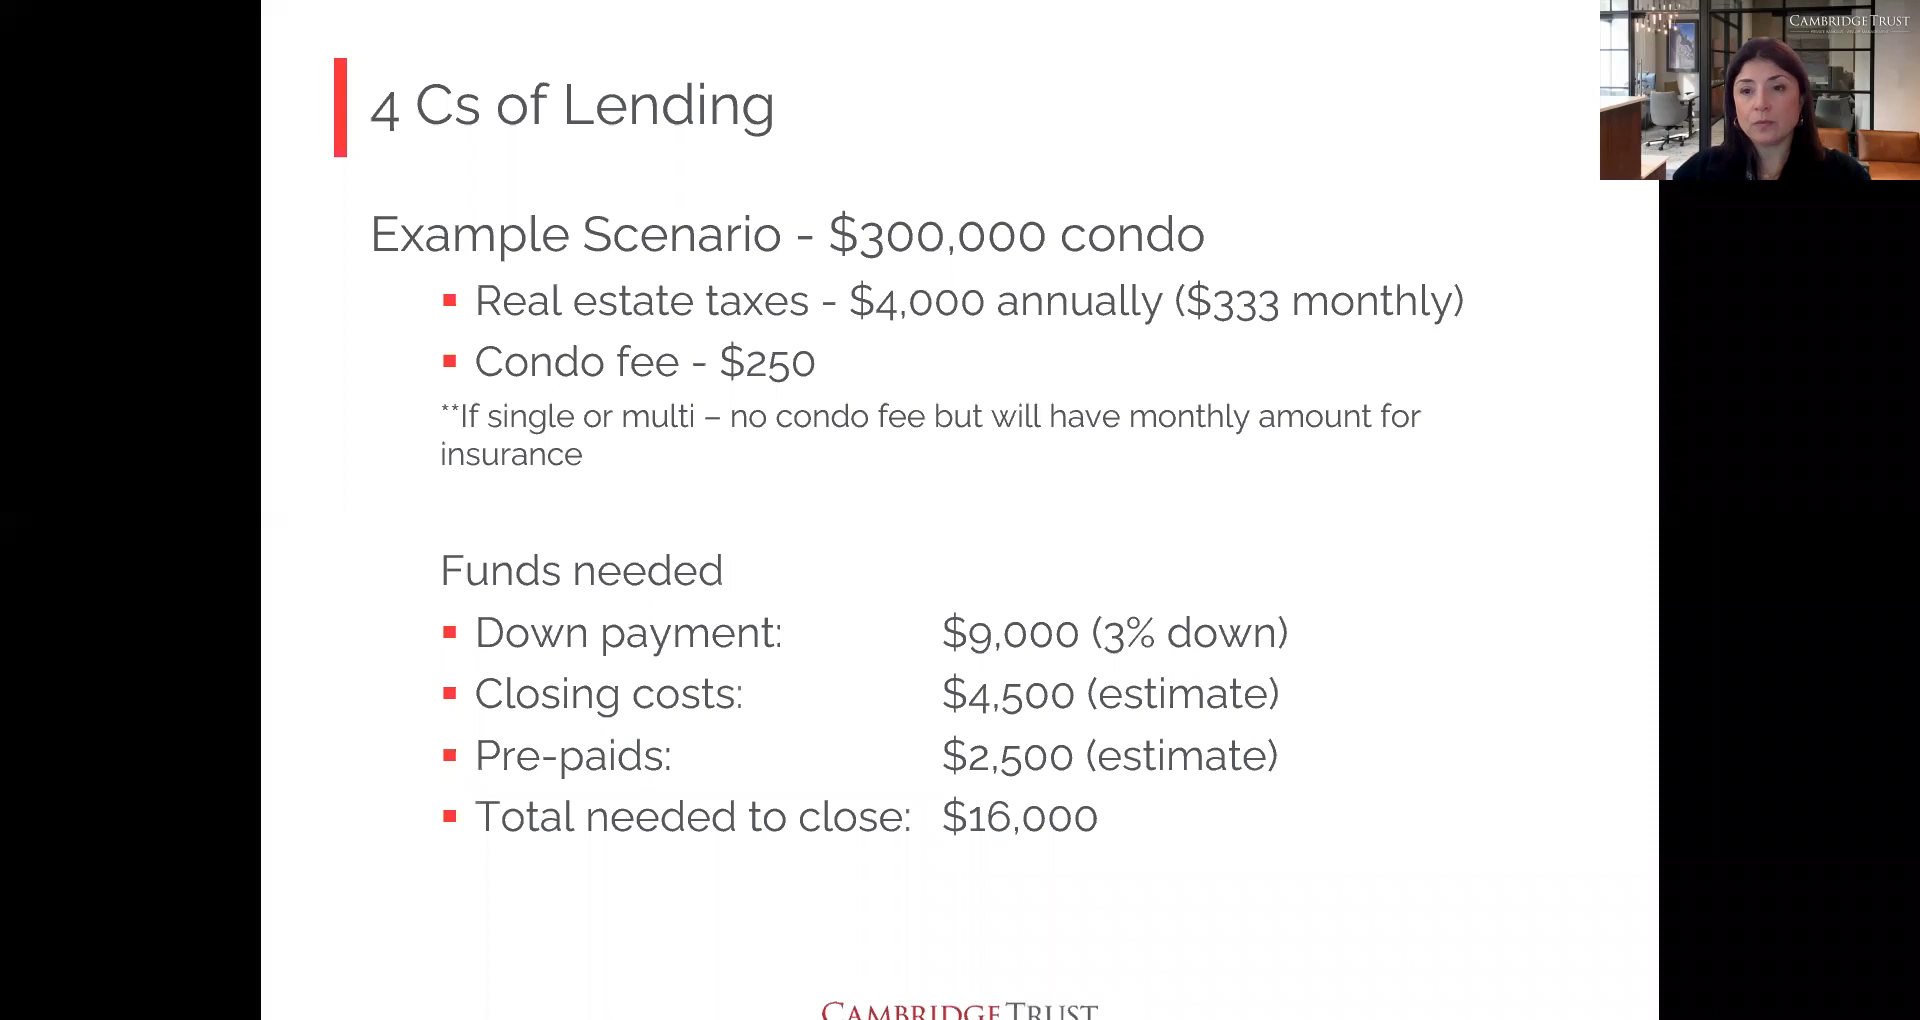 CAMBRIDGE TRUST
4 Cs of Lending
Example Scenario - $300,000 condo
Real estate taxes - $4,000 annually ($333 monthly)
Condo fee - $250
**If single or multi – no condo fee but will have monthly amount for
insurance
Funds needed
Down payment: $9,000 (3% down)
Closing costs: $4,500 (estimate)
Pre-paids: $2,500 (estimate)
Total needed to close: $16,000
CAMBRIDGE TRUST